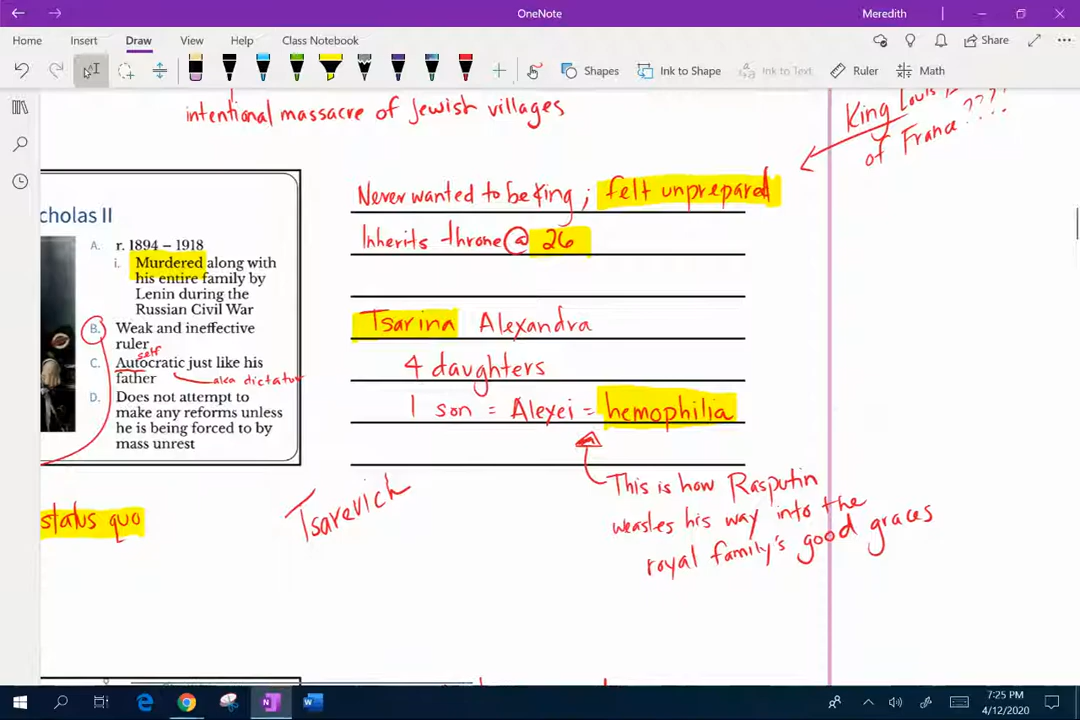 OneNote
Meredith
Home Insert Draw View Help Class Notebook
Share
Shapes Ink to Shape Ink to Text Ruler Math
intentional massacre of Jewish villages
King Louis
of France????
cholas II
A. r. 1894 – 1918
i. Murdered along with
his entire family by
Lenin during the
Russian Civil War
B. Weak and ineffective
ruler
self
C. Autocratic just like his
father
aka dictator
D. Does not attempt to
make any reforms unless
he is being forced to by
mass unrest
status quo
Never wanted to be King; felt unprepared
Inherits throne @ 26
Tsarina Alexandra
4 daughters
1 son = Alexei = hemophilia
Tsarevich
This is how Rasputin
weasles his way into the
royal family's good graces
7:25 PM
4/12/2020